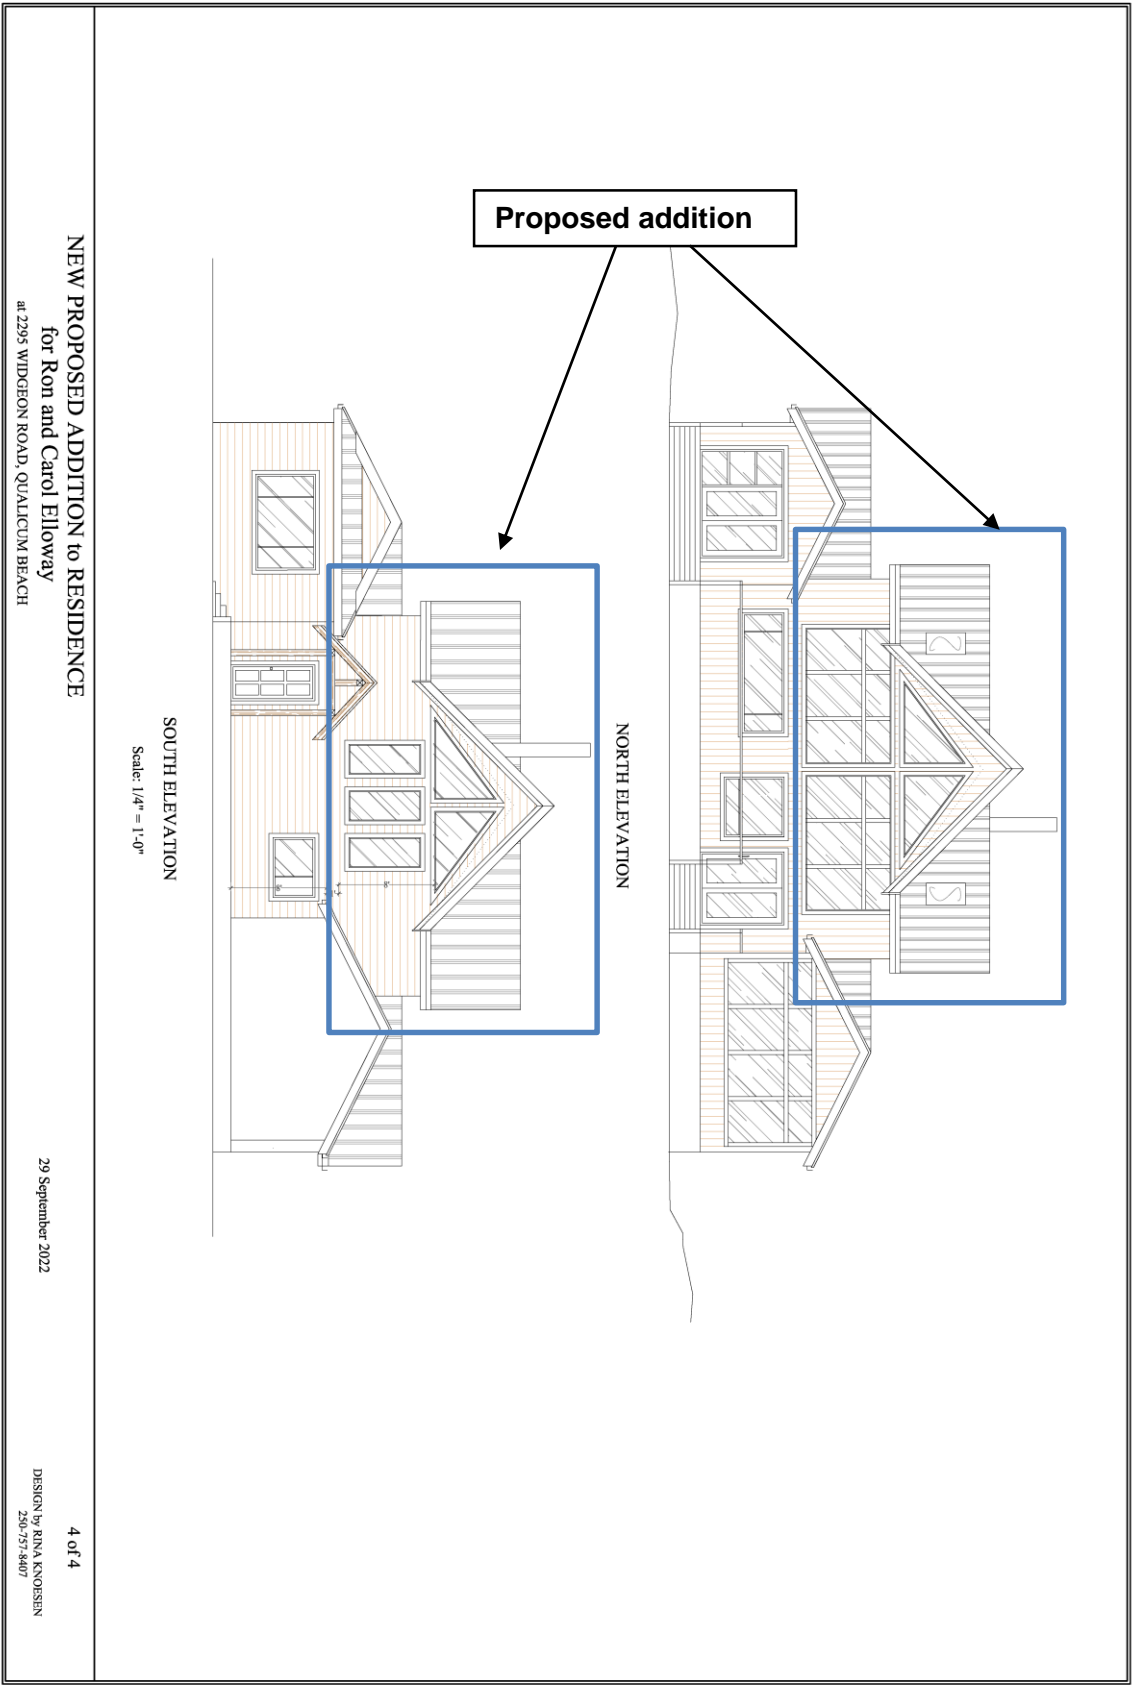 Proposed addition
NORTH ELEVATION
SOUTH ELEVATION
Scale: 1/4" = 1'-0"
NEW PROPOSED ADDITION to RESIDENCE
for Ron and Carol Elloway
at 2295 WIDGEON ROAD, QUALICUM BEACH
29 September 2022
4 of 4
DESIGN by RINA KNOESEN
250-757-8407